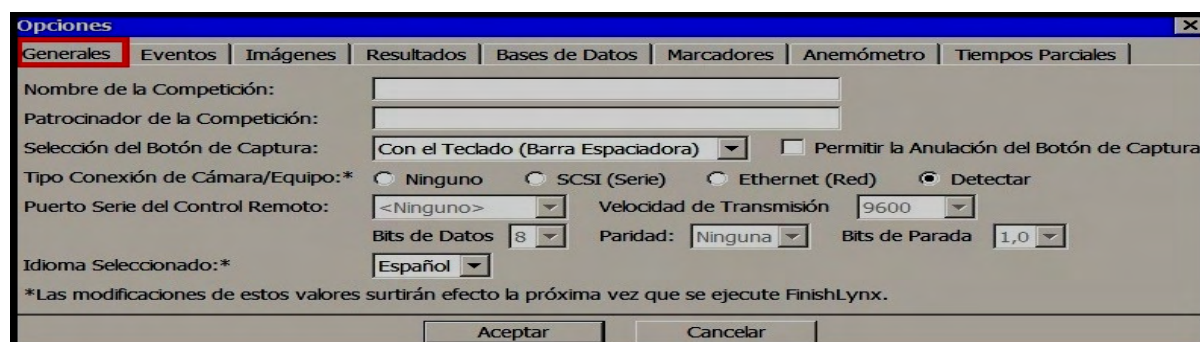 Opciones
Generales Eventos Imágenes Resultados Bases de Datos Marcadores Anemómetro Tiempos Parciales
Nombre de la Competición:
Patrocinador de la Competición:
Selección del Botón de Captura: Con el Teclado (Barra Espaciadora) Permitir la Anulación del Botón de Captura
Tipo Conexión de Cámara/Equipo:* Ninguno SCSI (Serie) Ethernet (Red) Detectar
Puerto Serie del Control Remoto: <Ninguno> Velocidad de Transmisión 9600
Bits de Datos 8 Paridad: Ninguna Bits de Parada 1,0
Idioma Seleccionado:* Español
*Las modificaciones de estos valores surtirán efecto la próxima vez que se ejecute FinishLynx.
Aceptar Cancelar